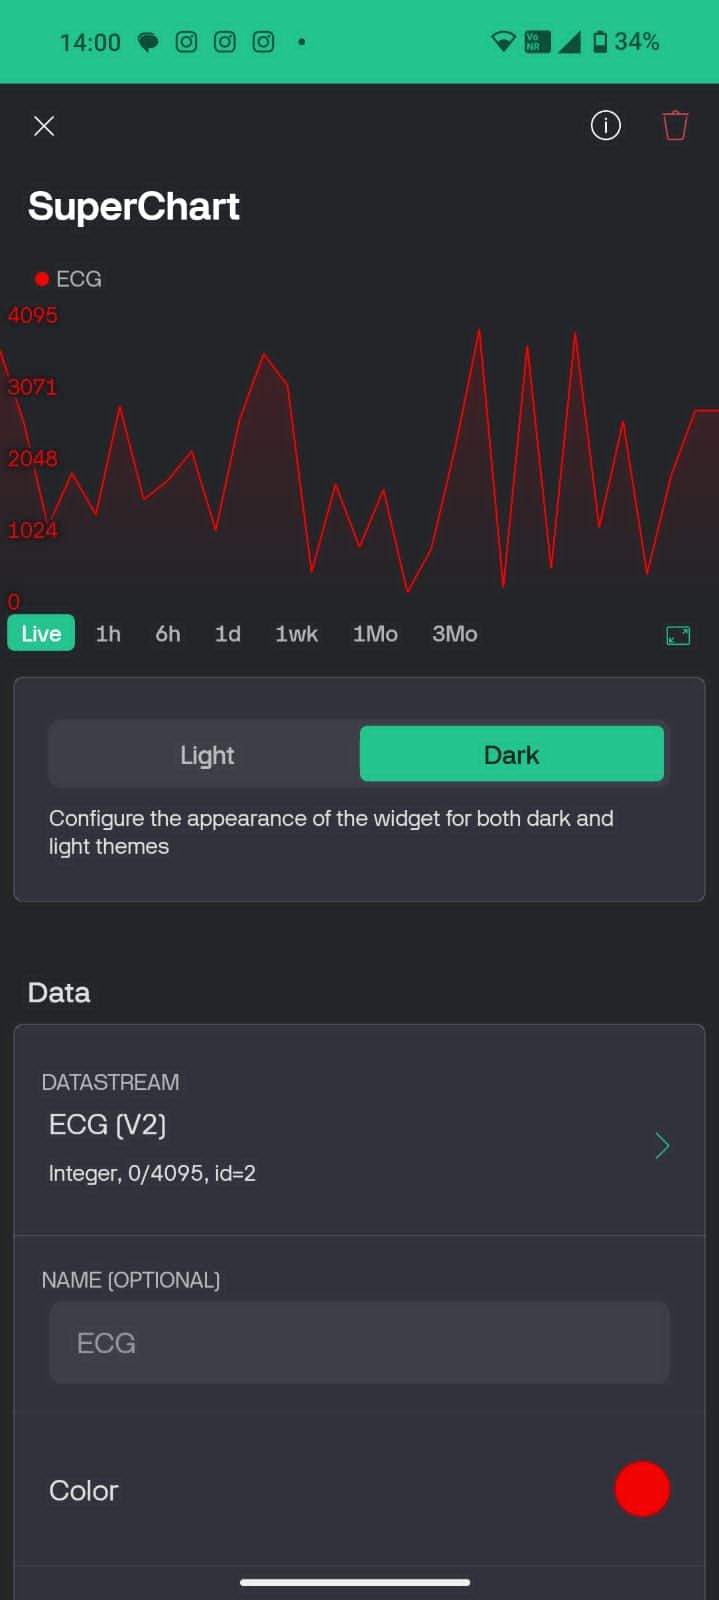 14:00
Vo NR
34%
SuperChart
ECG
4095
3071
2048
1024
0
Live 1h 6h 1d 1wk 1Mo 3Mo
Light Dark
Configure the appearance of the widget for both dark and
light themes
Data
DATASTREAM
ECG (V2)
Integer, 0/4095, id=2
NAME (OPTIONAL)
ECG
Color